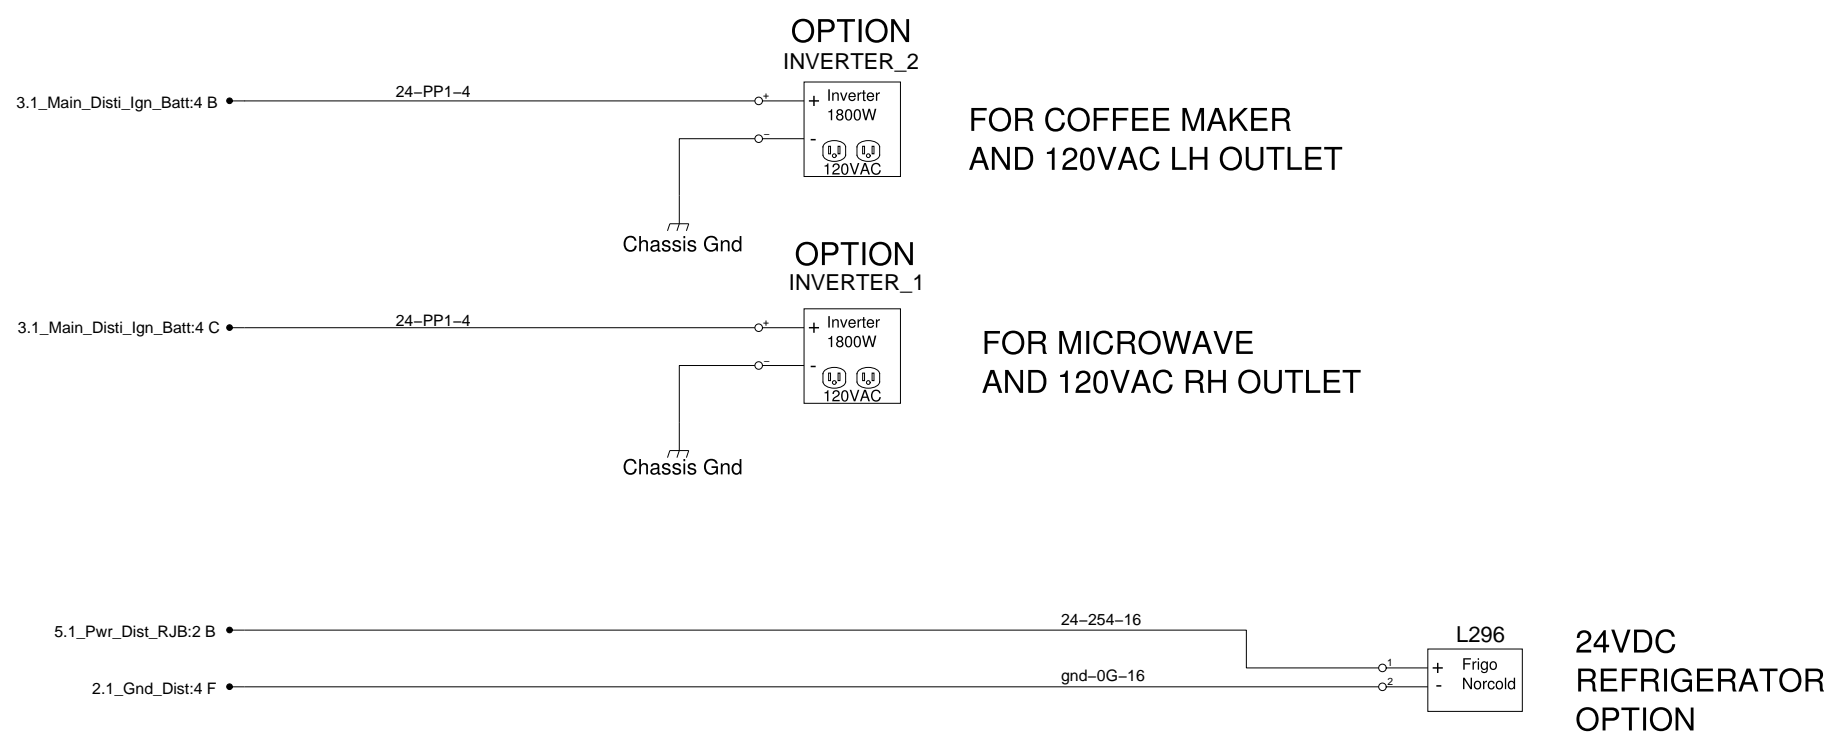 OPTION
INVERTER_2
3.1_Main_Disti_Ign_Batt:4 B
24-PP1-4
+
+ Inverter
1800W
-
-
120VAC
FOR COFFEE MAKER
AND 120VAC LH OUTLET
Chassis Gnd
OPTION
INVERTER_1
3.1_Main_Disti_Ign_Batt:4 C
24-PP1-4
+
+ Inverter
1800W
-
-
120VAC
FOR MICROWAVE
AND 120VAC RH OUTLET
Chassis Gnd
5.1_Pwr_Dist_RJB:2 B
24-254-16
2.1_Gnd_Dist:4 F
gnd-0G-16
L296
1
+ Frigo
2
- Norcold
24VDC
REFRIGERATOR
OPTION